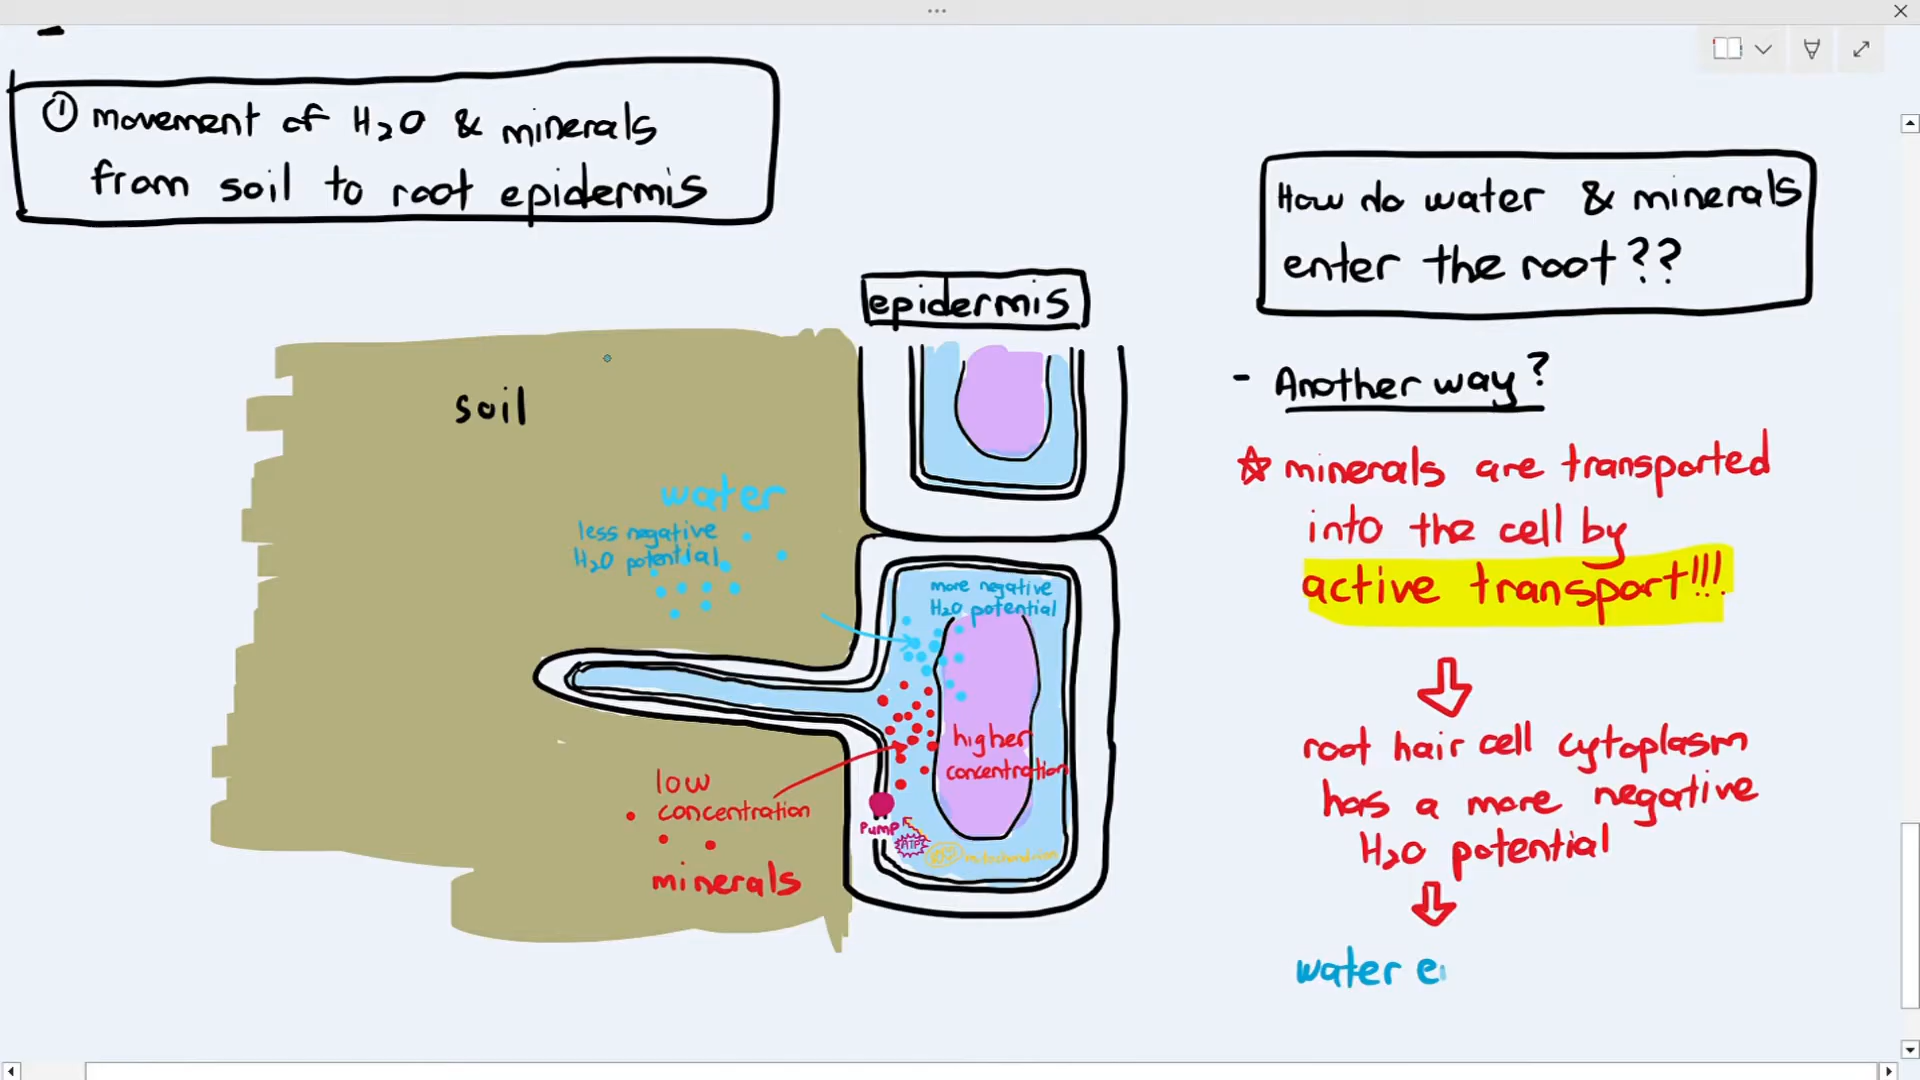 ① movement of H₂O & minerals
from soil to root epidermis
How do water & minerals
enter the root??
epidermis
- Another way?
soil
☆ minerals are transported
into the cell by
active transport!!!
water
less negative
H₂O potential
more negative
H₂O potential
higher
concentration
low
concentration
minerals
Pump
ATP
mitochondrion
root hair cell cytoplasm
has a more negative
H₂O potential
water e